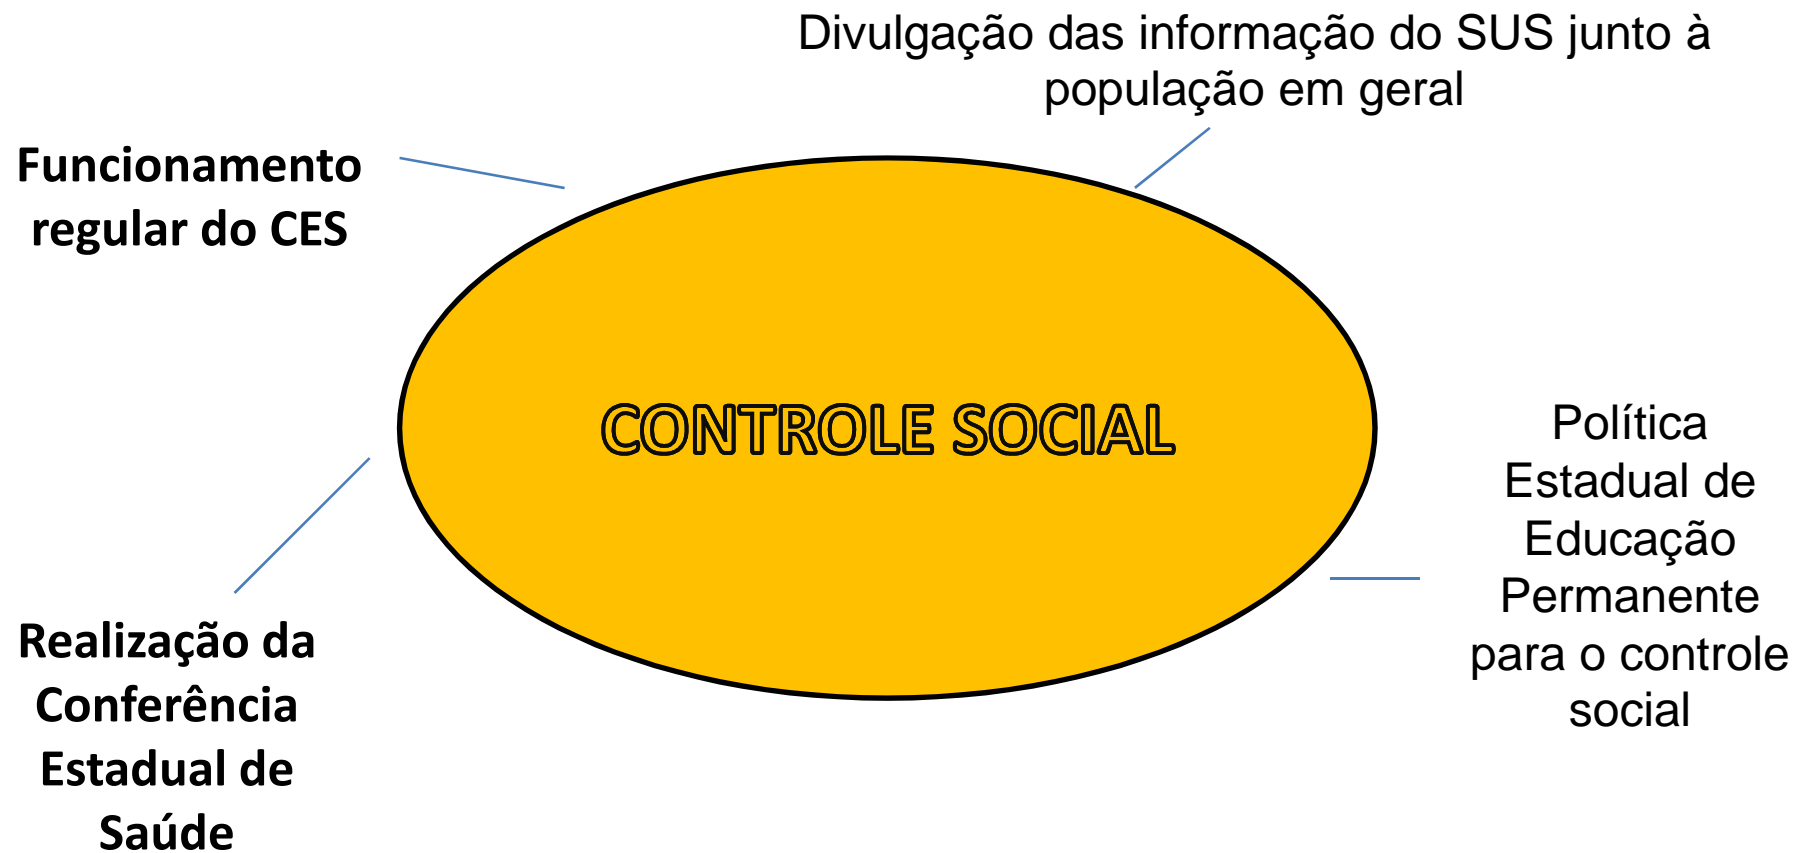 Divulgação das informação do SUS junto à
população em geral
Funcionamento
regular do CES
CONTROLE SOCIAL
Política
Estadual de
Educação
Permanente
para o controle
social
Realização da
Conferência
Estadual de
Saúde